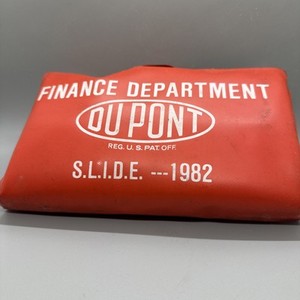 FINANCE DEPARTMENT
DU PONT
REG. U.S. PAT. OFF.
S.L.I.D.E. ---1982